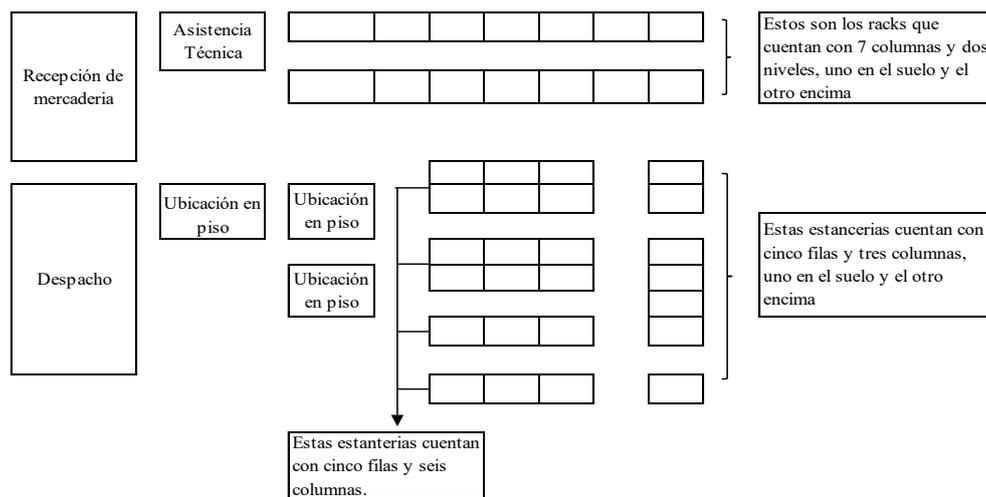 Recepción de
mercaderia
Asistencia
Técnica
Estos son los racks que
cuentan con 7 columnas y dos
niveles, uno en el suelo y el
otro encima
Despacho
Ubicación en
piso
Ubicación
en piso
Ubicación
en piso
Estas estancerias cuentan con
cinco filas y tres columnas,
uno en el suelo y el otro
encima
Estas estanterias cuentan
con cinco filas y seis
columnas.